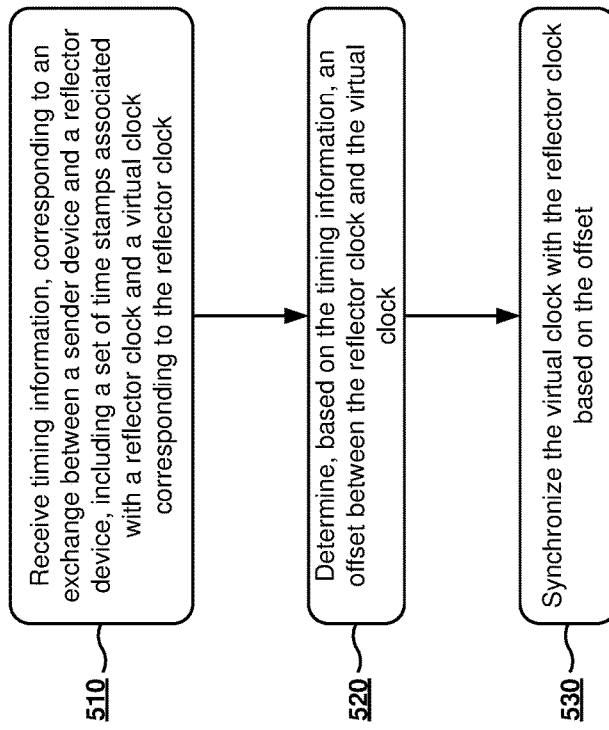 Receive timing information, corresponding to an
exchange between a sender device and a reflector
device, including a set of time stamps associated
with a reflector clock and a virtual clock
corresponding to the reflector clock
510
Determine, based on the timing information, an
offset between the reflector clock and the virtual
clock
520
Synchronize the virtual clock with the reflector clock
based on the offset
530